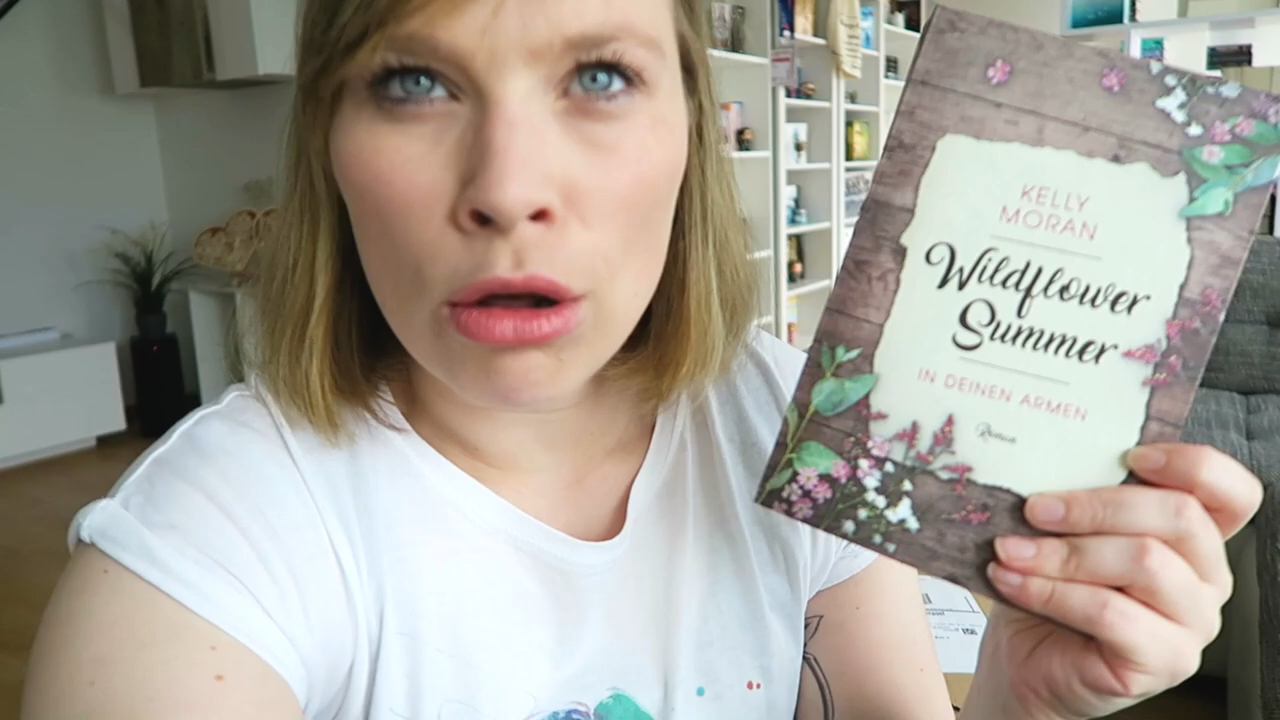 KELLY
MORAN
Wildflower
Summer
IN DEINEN ARMEN
Roman